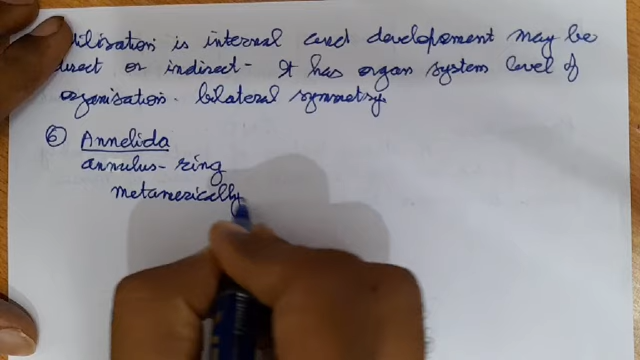 is internal and development may be
direct or indirect - It has organ system level of
organisation. bilateral symmetry.
⑥ Annelida
annulus - ring
metamerically